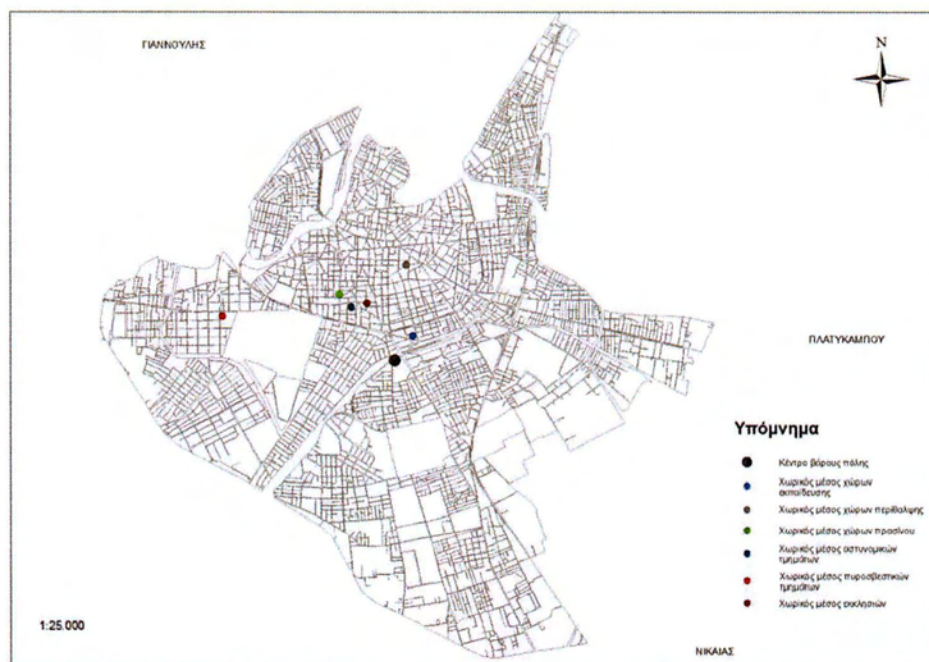 ΓΙΑΝΝΟΥΛΗΣ
N
ΠΛΑΤΥΚΑΜΠΟΥ
Υπόμνημα
Κέντρο βάρους πόλης
Χωρικός μέσος χώρων
εκπαίδευσης
Χωρικός μέσος χώρων περίθαλψης
Χωρικός μέσος χώρων πρασίνου
Χωρικός μέσος αστυνομικών
τμημάτων
Χωρικός μέσος πυροσβεστικών
τμημάτων
Χωρικός μέσος εκκλησιών
1:25.000
ΝΙΚΑΙΑΣ